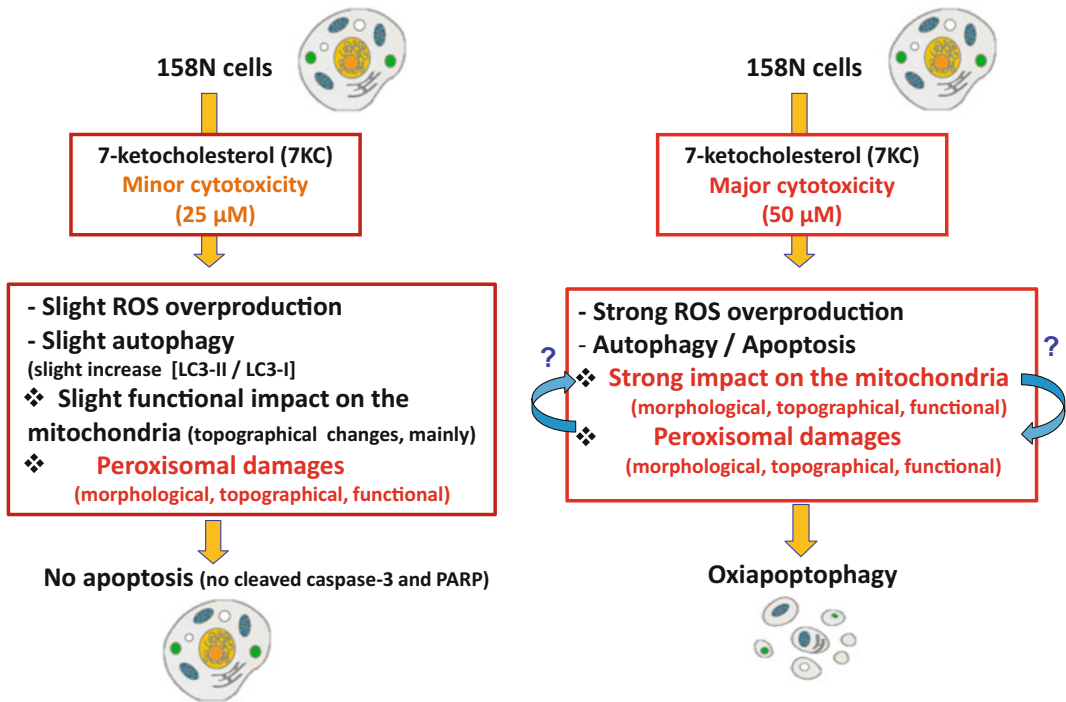 158N cells
7-ketocholesterol (7KC)
Minor cytotoxicity
(25 µM)
- Slight ROS overproduction
- Slight autophagy
(slight increase [LC3-II / LC3-I]
❖ Slight functional impact on the
mitochondria (topographical changes, mainly)
❖ Peroxisomal damages
(morphological, topographical, functional)
No apoptosis (no cleaved caspase-3 and PARP)
158N cells
7-ketocholesterol (7KC)
Major cytotoxicity
(50 µM)
- Strong ROS overproduction
- Autophagy / Apoptosis
? ?
❖ Strong impact on the mitochondria
(morphological, topographical, functional)
❖ Peroxisomal damages
(morphological, topographical, functional)
Oxiapoptophagy